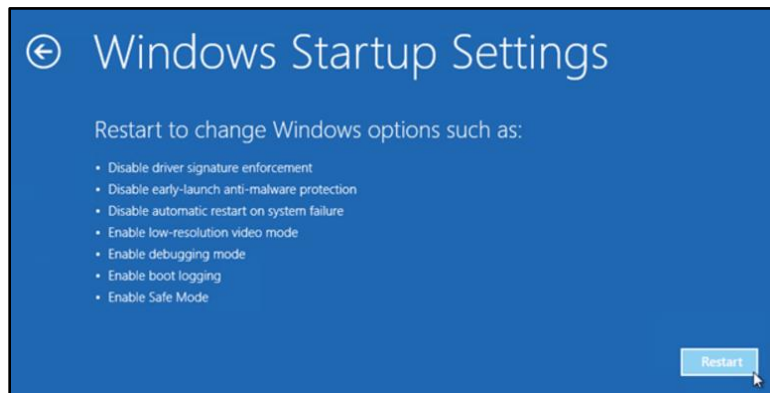 Windows Startup Settings
Restart to change Windows options such as:
• Disable driver signature enforcement
• Disable early-launch anti-malware protection
• Disable automatic restart on system failure
• Enable low-resolution video mode
• Enable debugging mode
• Enable boot logging
• Enable Safe Mode
Restart